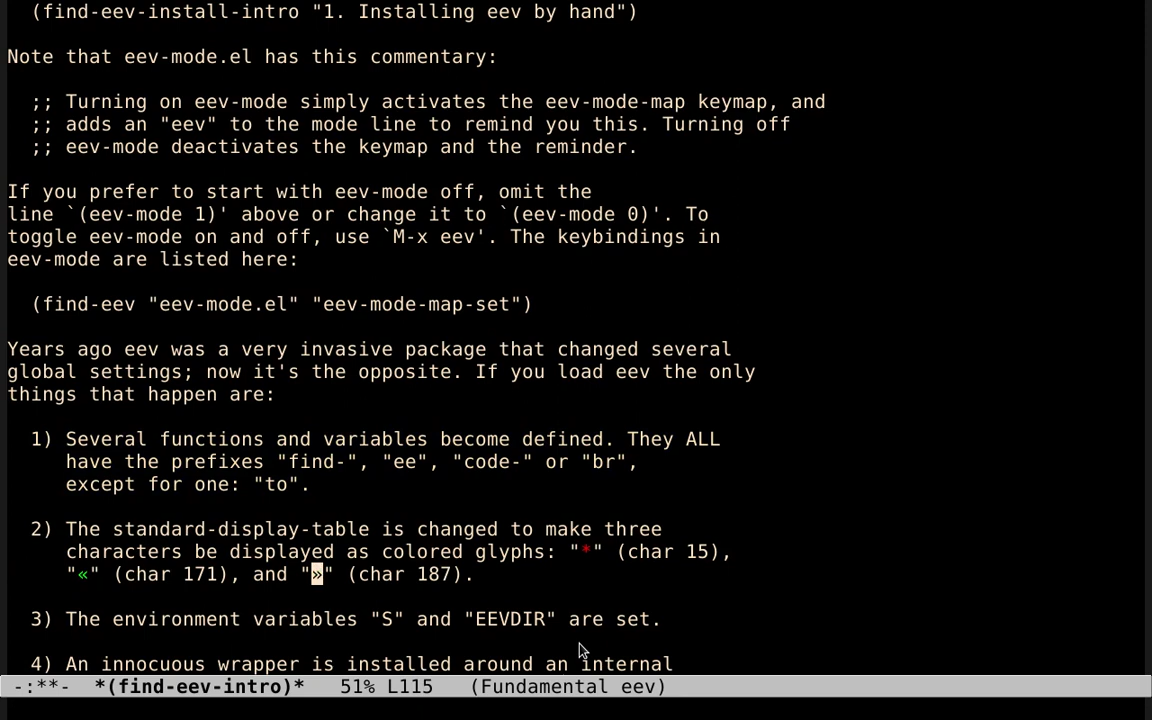 (find-eev-install-intro "1. Installing eev by hand")
Note that eev-mode.el has this commentary:
;; Turning on eev-mode simply activates the eev-mode-map keymap, and
;; adds an "eev" to the mode line to remind you this. Turning off
;; eev-mode deactivates the keymap and the reminder.
If you prefer to start with eev-mode off, omit the
line `(eev-mode 1)' above or change it to `(eev-mode 0)'. To
toggle eev-mode on and off, use `M-x eev'. The keybindings in
eev-mode are listed here:
(find-eev "eev-mode.el" "eev-mode-map-set")
Years ago eev was a very invasive package that changed several
global settings; now it's the opposite. If you load eev the only
things that happen are:
1) Several functions and variables become defined. They ALL
have the prefixes "find-", "ee", "code-" or "br",
except for one: "to".
2) The standard-display-table is changed to make three
characters be displayed as colored glyphs: "*" (char 15),
"«" (char 171), and "»" (char 187).
3) The environment variables "S" and "EEVDIR" are set.
4) An innocuous wrapper is installed around an internal
-:**-  *(find-eev-intro)*   51% L115   (Fundamental eev)